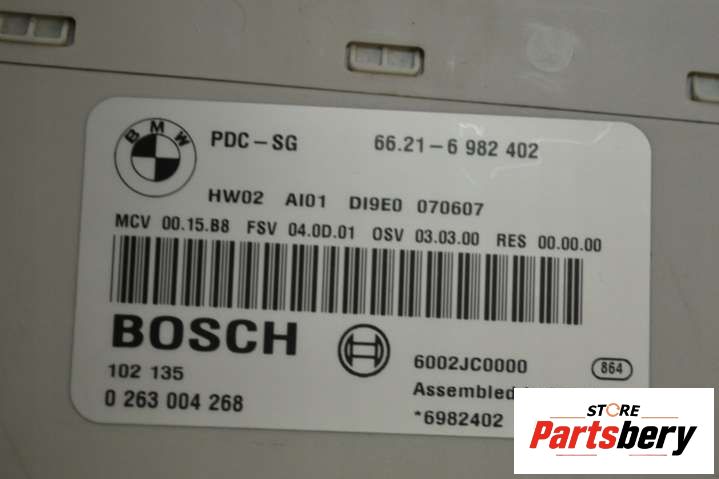 BMW
PDC-SG 66.21-6 982 402
HW02 AI01 DI9E0 070607
MCV 00.15.B8 FSV 04.0D.01 OSV 03.03.00 RES 00.00.00
BOSCH
102 135
0 263 004 268
6002JC0000 864
Assembled
*6982402
STORE
Partsbery